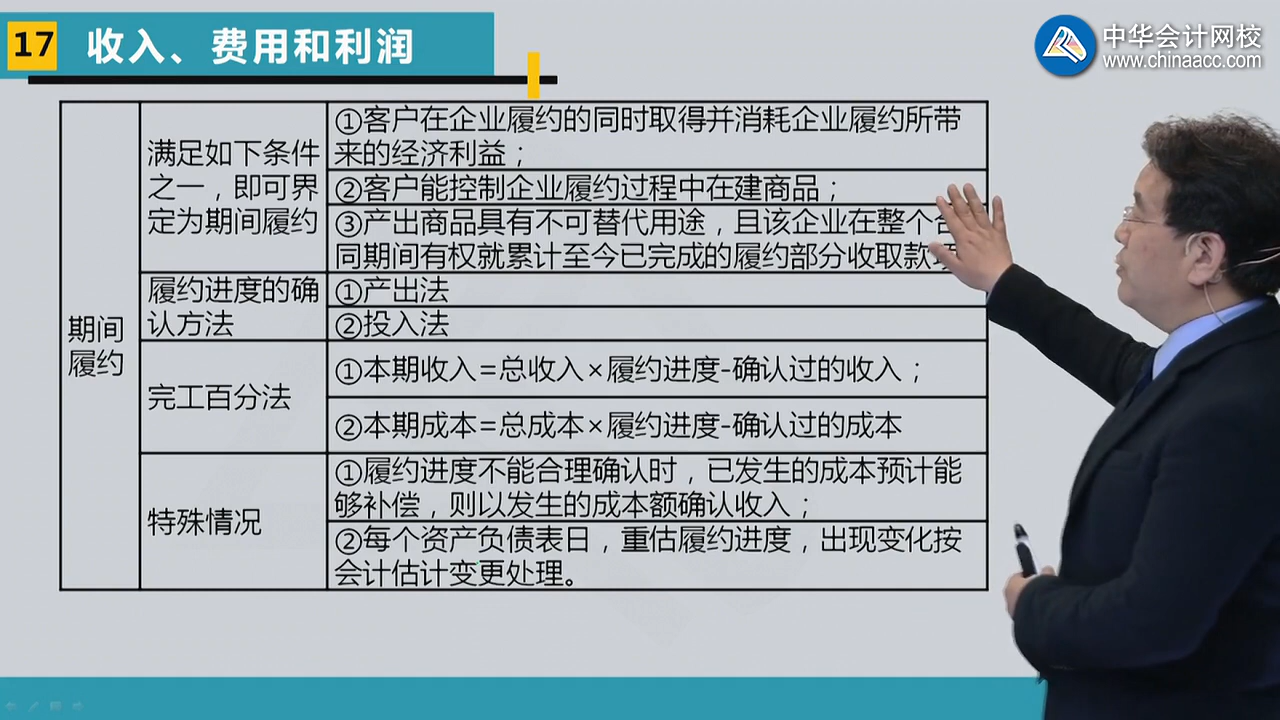 17 收入、费用和利润
中华会计网校
www.chinaacc.com
期间
履约
满足如下条件
之一，即可界
定为期间履约
①客户在企业履约的同时取得并消耗企业履约所带
来的经济利益；
②客户能控制企业履约过程中在建商品；
③产出商品具有不可替代用途，且该企业在整个合
同期间有权就累计至今已完成的履约部分收取款项
履约进度的确
认方法
①产出法
②投入法
完工百分法
①本期收入=总收入×履约进度-确认过的收入；
②本期成本=总成本×履约进度-确认过的成本
特殊情况
①履约进度不能合理确认时，已发生的成本预计能
够补偿，则以发生的成本额确认收入；
②每个资产负债表日，重估履约进度，出现变化按
会计估计变更处理。